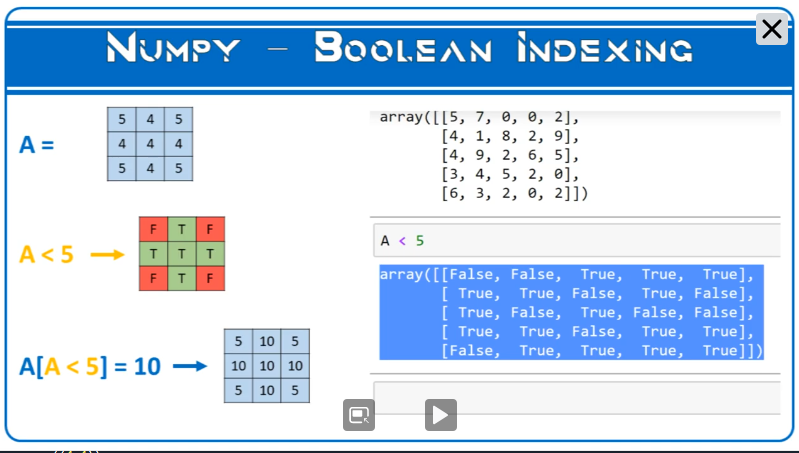 NUMPY – BOOLEAN INDEXING
A =
5 4 5
4 4 4
5 4 5
A < 5
F T F
T T T
F T F
A[A < 5] = 10
5 10 5
10 10 10
5 10 5
array([[5, 7, 0, 0, 2],
[4, 1, 8, 2, 9],
[4, 9, 2, 6, 5],
[3, 4, 5, 2, 0],
[6, 3, 2, 0, 2]])
A < 5
array([[False, False, True, True, True],
[ True, True, False, True, False],
[ True, False, True, False, False],
[ True, True, False, True, True],
[False, True, True, True, True]])